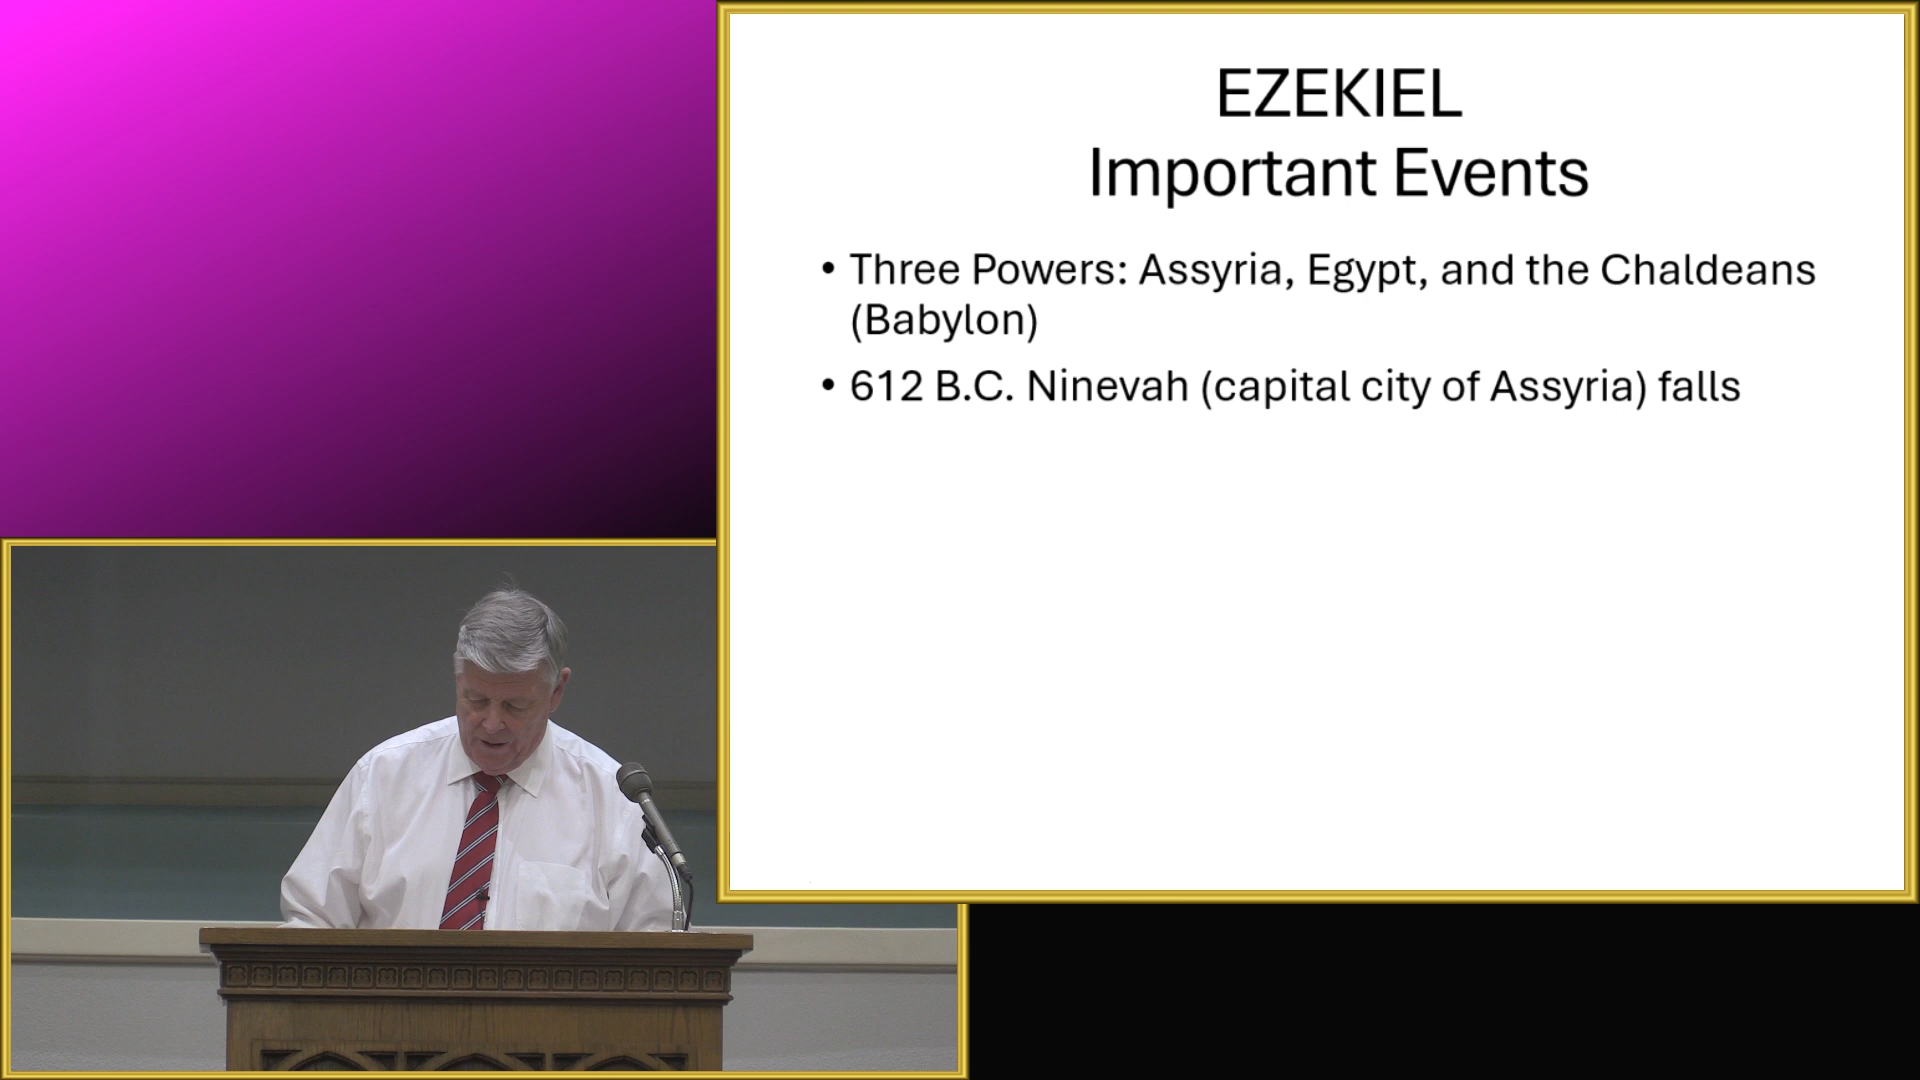 EZEKIEL
Important Events
• Three Powers: Assyria, Egypt, and the Chaldeans
(Babylon)
• 612 B.C. Ninevah (capital city of Assyria) falls